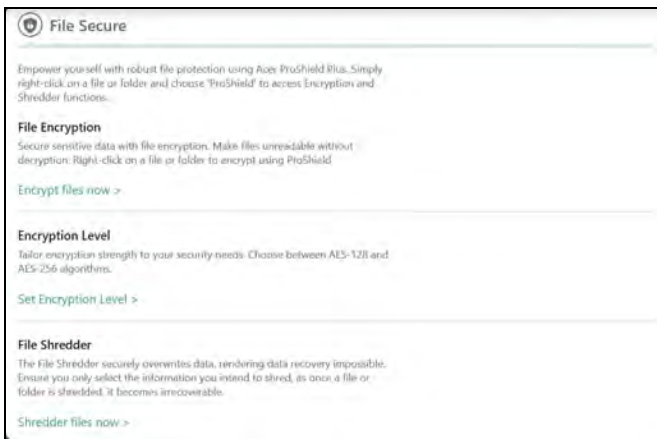 File Secure
Empower yourself with robust file protection using Acer ProShield Plus. Simply
right-click on a file or folder and choose 'ProShield' to access Encryption and
Shredder functions.
File Encryption
Secure sensitive data with file encryption. Make files unreadable without
decryption. Right-click on a file or folder to encrypt using ProShield
Encrypt files now >
Encryption Level
Tailor encryption strength to your security needs. Choose between AES-128 and
AES-256 algorithms.
Set Encryption Level >
File Shredder
The File Shredder securely overwrites data, rendering data recovery impossible.
Ensure you only select the information you intend to shred, as once a file or
folder is shredded, it becomes irrecoverable.
Shredder files now >